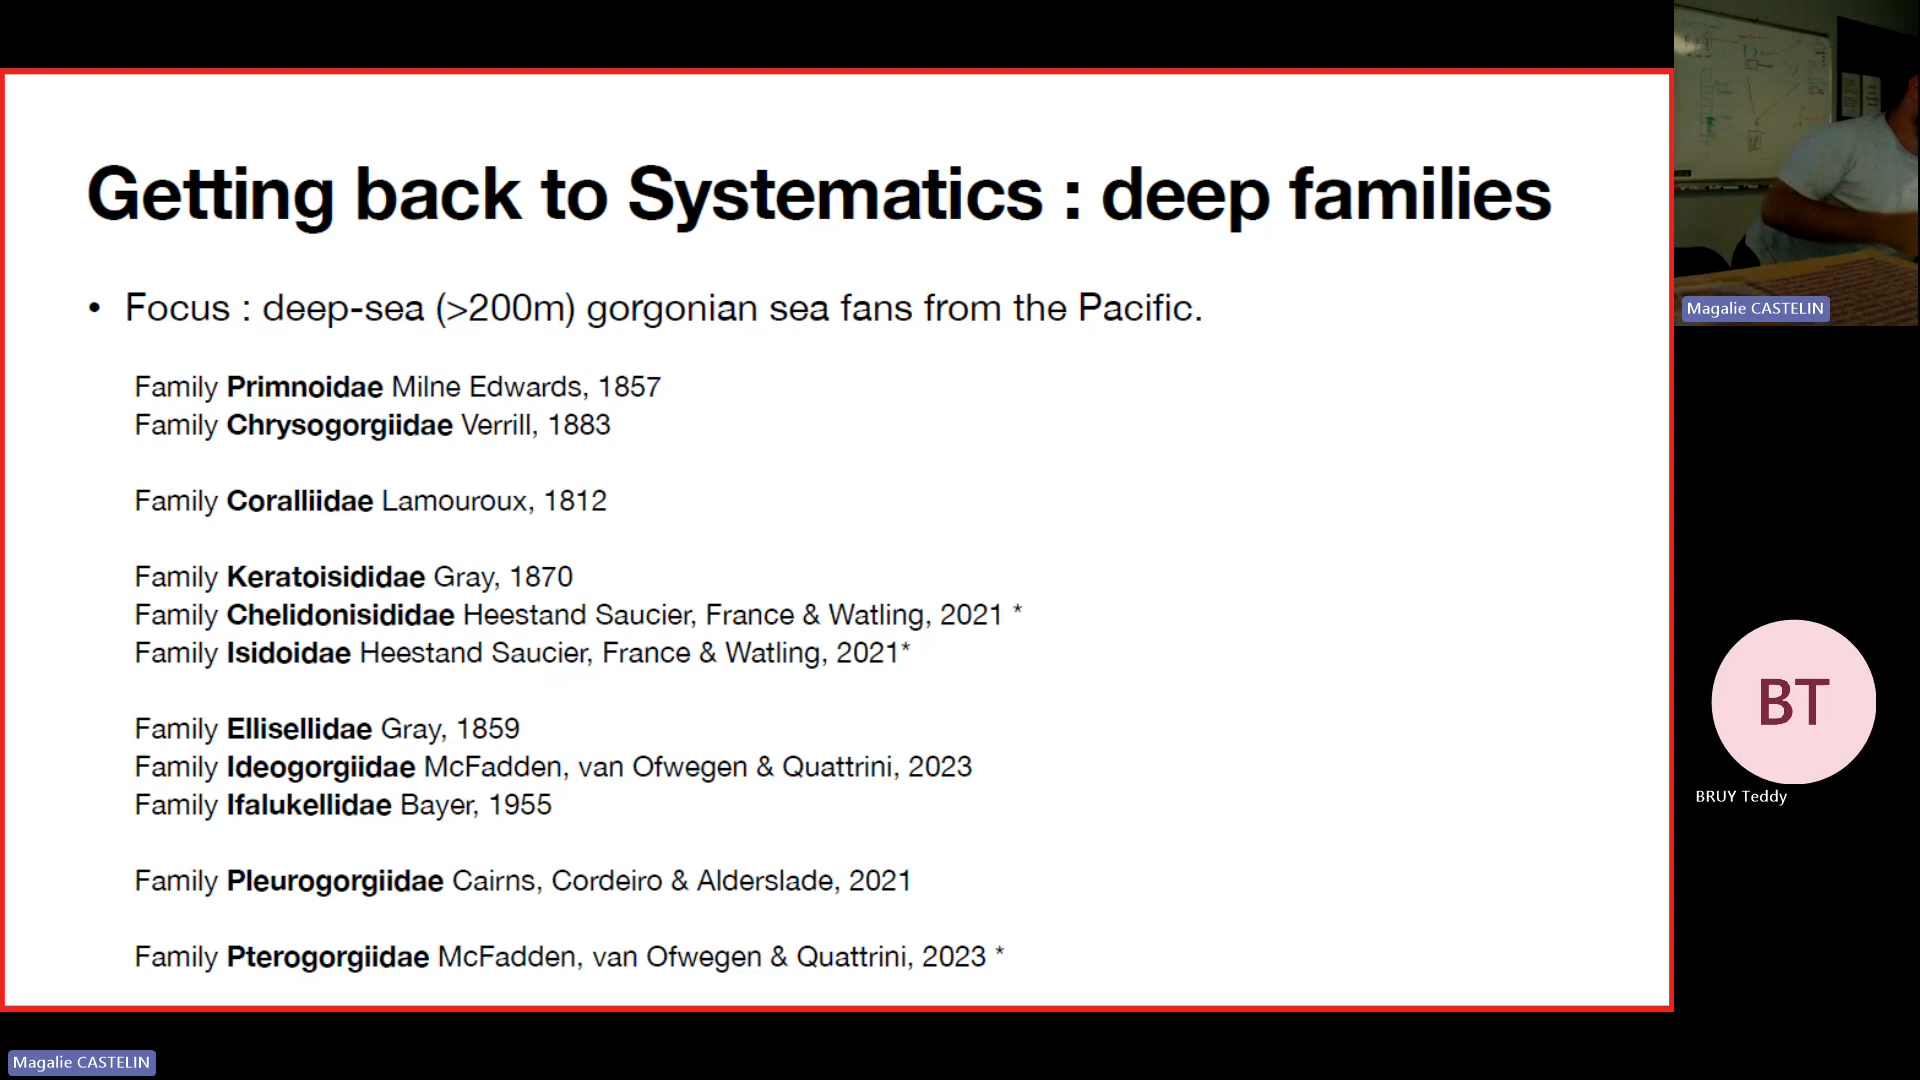 Getting back to Systematics : deep families
• Focus : deep-sea (>200m) gorgonian sea fans from the Pacific.
Family Primnoidae Milne Edwards, 1857
Family Chrysogorgiidae Verrill, 1883
Family Coralliidae Lamouroux, 1812
Family Keratoisididae Gray, 1870
Family Chelidonisididae Heestand Saucier, France & Watling, 2021 *
Family Isidoidae Heestand Saucier, France & Watling, 2021*
Family Ellisellidae Gray, 1859
Family Ideogorgiidae McFadden, van Ofwegen & Quattrini, 2023
Family Ifalukellidae Bayer, 1955
Family Pleurogorgiidae Cairns, Cordeiro & Alderslade, 2021
Family Pterogorgiidae McFadden, van Ofwegen & Quattrini, 2023 *
Magalie CASTELIN
BT
BRUY Teddy
Magalie CASTELIN